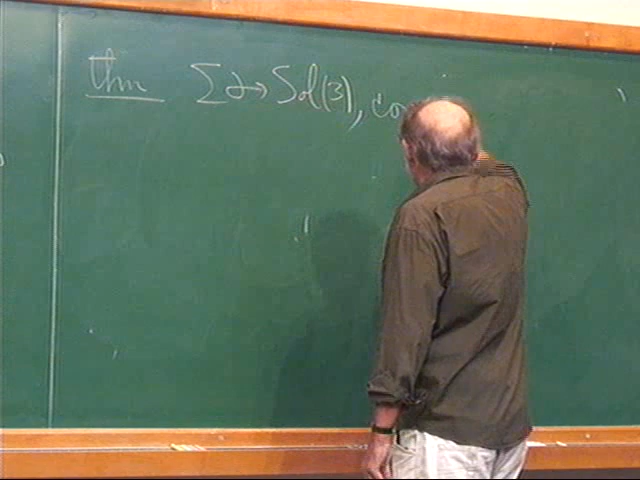 thm Σ ↬ Sol(3), co